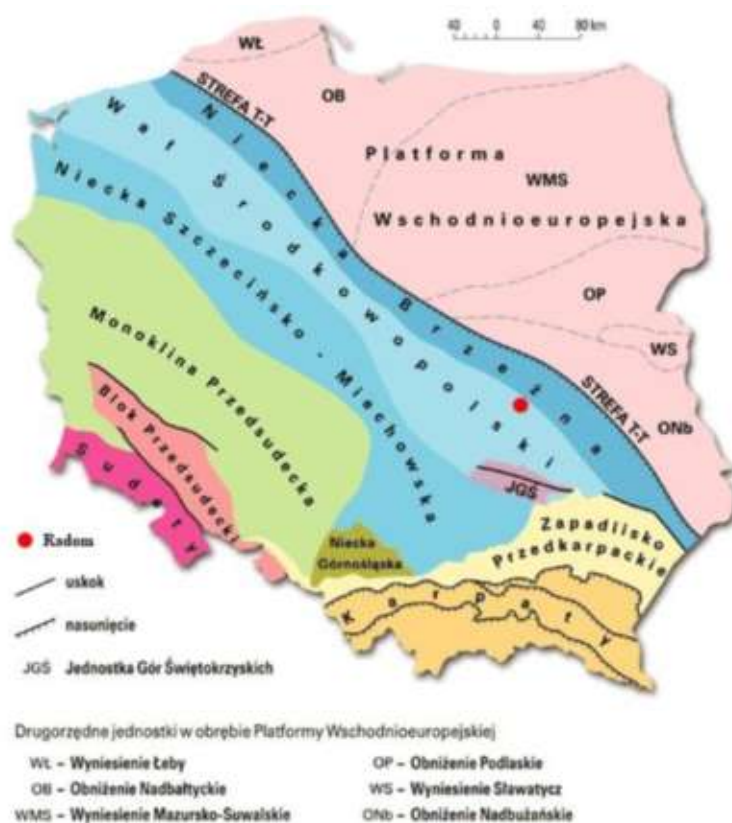 40 0 40 80 km
WŁ
OB
STREFA T-T
Platforma
WMS
Wschodnioeuropejska
OP
WS
ONb
STREFA T-T
Niecka Brzeżna
Wał Środkowopolski
Niecka Szczecińsko - Miechowska
Monoklina Przedsudecka
Blok Przedsudecki
Sudety
JGŚ
Niecka
Górnośląska
Zapadlisko
Przedkarpackie
Karpaty
Radom
uskok
nasunięcie
JGŚ Jednostka Gór Świętokrzyskich
Drugorzędne jednostki w obrębie Platformy Wschodnioeuropejskiej
WŁ – Wyniesienie Łeby
OB – Obniżenie Nadbałtyckie
WMS – Wyniesienie Mazursko-Suwalskie
OP – Obniżenie Podlaskie
WS – Wyniesienie Sławatycz
ONb – Obniżenie Nadbużańskie